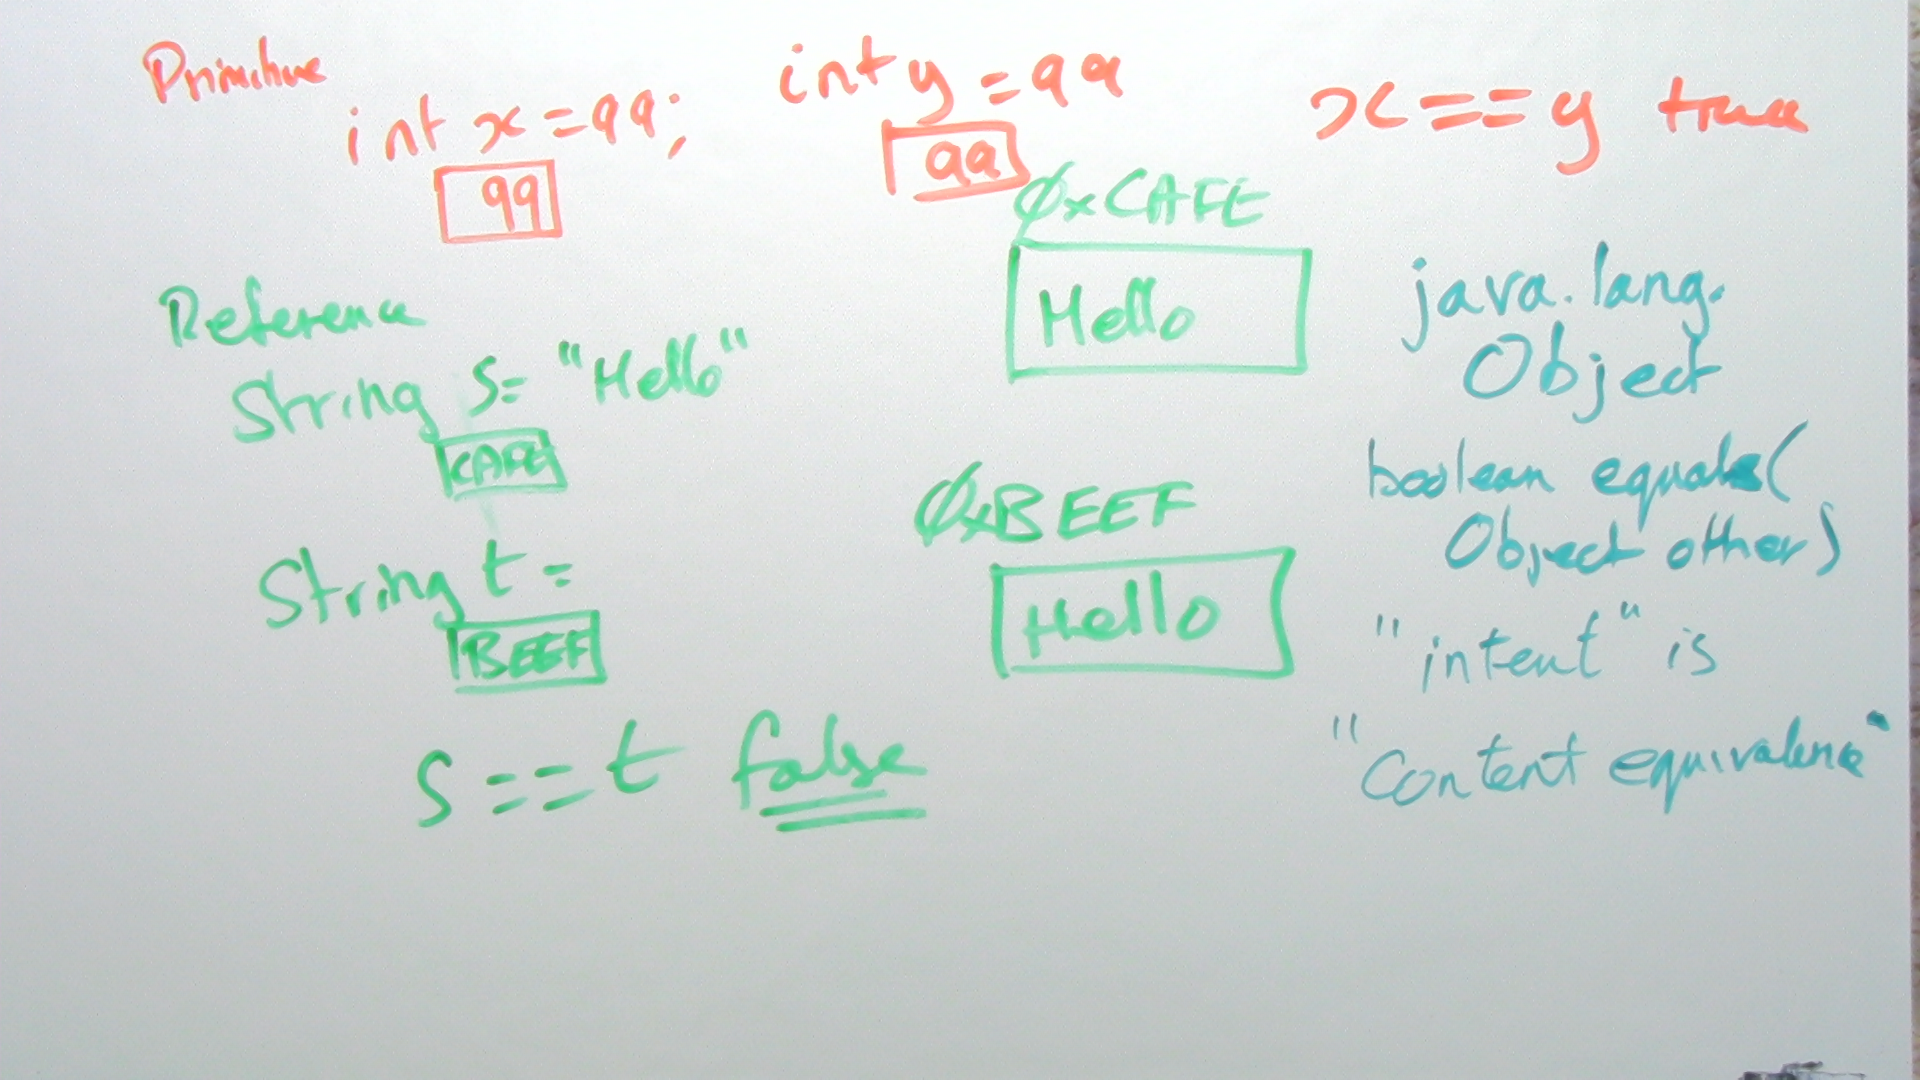 Primitive
int x = 99;
99
int y = 99
99
x == y true
Reference
String s = "Hello"
CAFE
0xCAFE
Hello
String t =
BEEF
0xBEEF
Hello
s == t false
java.lang.
Object
boolean equals(
Object other)
"intent" is
"Content equivalence"